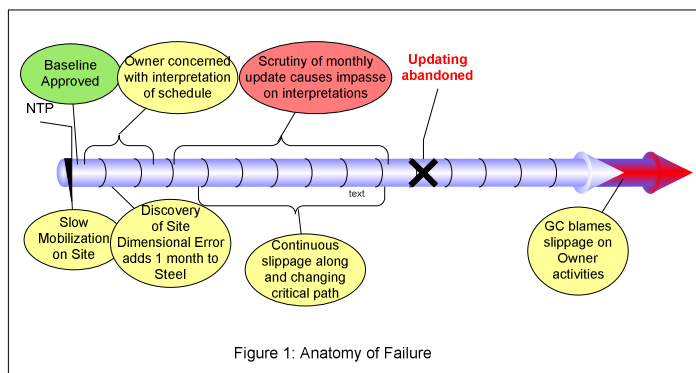 Baseline
Approved
Owner concerned
with interpretation
of schedule
Scrutiny of monthly
update causes impasse
on interpretations
Updating
abandoned
NTP
text
Slow
Mobilization
on Site
Discovery
of Site
Dimensional Error
adds 1 month to
Steel
Continuous
slippage along
and changing
critical path
GC blames
slippage on
Owner
activities
Figure 1: Anatomy of Failure